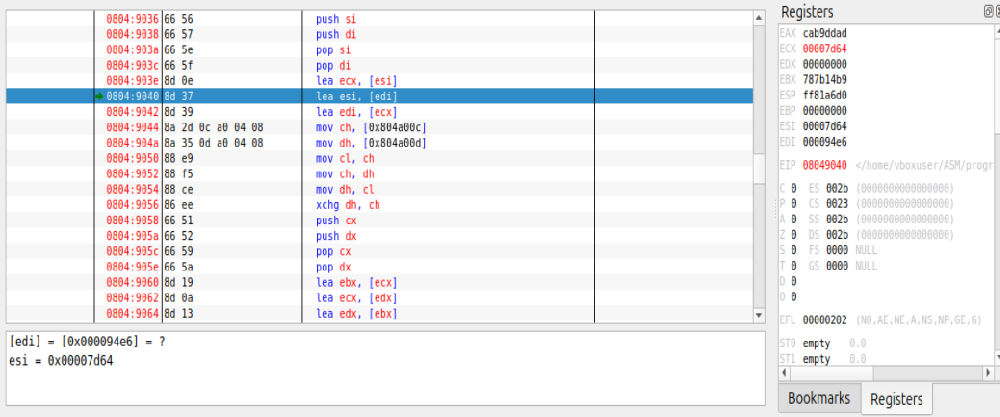 0804:9036 66 56 push si
0804:9038 66 57 push di
0804:903a 66 5e pop si
0804:903c 66 5f pop di
0804:903e 8d 0e lea ecx, [esi]
0804:9040 8d 37 lea esi, [edi]
0804:9042 8d 39 lea edi, [ecx]
0804:9044 8a 2d 0c a0 04 08 mov ch, [0x804a00c]
0804:904a 8a 35 0d a0 04 08 mov dh, [0x804a00d]
0804:9050 88 e9 mov cl, ch
0804:9052 88 f5 mov ch, dh
0804:9054 88 ce mov dh, cl
0804:9056 86 ee xchg dh, ch
0804:9058 66 51 push cx
0804:905a 66 52 push dx
0804:905c 66 59 pop cx
0804:905e 66 5a pop dx
0804:9060 8d 19 lea ebx, [ecx]
0804:9062 8d 0a lea ecx, [edx]
0804:9064 8d 13 lea edx, [ebx]
[edi] = [0x000094e6] = ?
esi = 0x00007d64
Registers
EAX cab9ddad
ECX 00007d64
EDX 00000000
EBX 787b14b9
ESP ff81a6d0
EBP 00000000
ESI 00007d64
EDI 000094e6
EIP 08049040 </home/vboxuser/ASM/progr
C 0 ES 002b (0000000000000000)
P 0 CS 0023 (0000000000000000)
A 0 SS 002b (0000000000000000)
Z 0 DS 002b (0000000000000000)
S 0 FS 0000 NULL
T 0 GS 0000 NULL
D 0
O 0
EFL 00000202 (NO,AE,NE,A,NS,NP,GE,G)
ST0 empty 0.0
ST1 empty 0.0
Bookmarks Registers